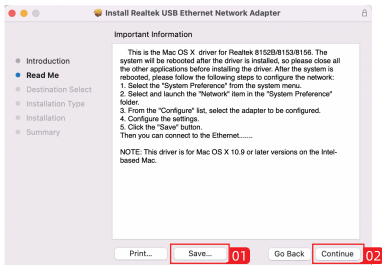 Install Realtek USB Ethernet Network Adapter
Important Information
Introduction
Read Me
Destination Select
Installation Type
Installation
Summary
This is the Mac OS X driver for Realtek 8152B/8153/8156. The
system will be rebooted after the driver is installed, so please close all
the other applications before installing the driver. After the system is
rebooted, please follow the following steps to configure the network:
1. Select the "System Preference" from the system menu.
2. Select and launch the "Network" item in the "System Preference"
folder.
3. From the "Configure" list, select the adapter to be configured.
4. Configure the settings.
5. Click the "Save" button.
Then you can connect to the Ethernet.......
NOTE: This driver is for Mac OS X 10.9 or later versions on the Intel-
based Mac.
Print... Save... 01 Go Back Continue 02